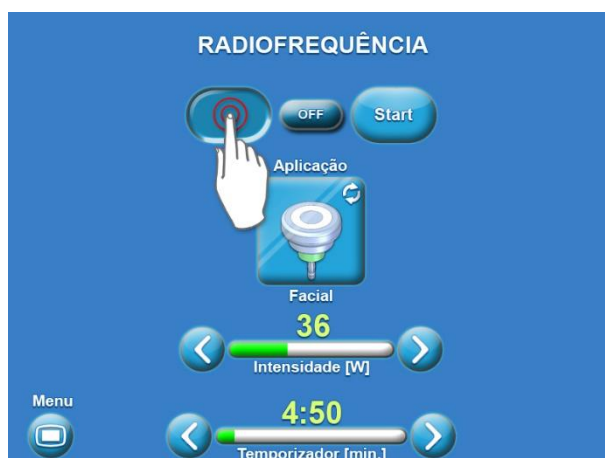 RADIOFREQUÊNCIA
OFF
Start
Aplicação
Facial
36
Intensidade [W]
Menu
4:50
Temporizador [min.]